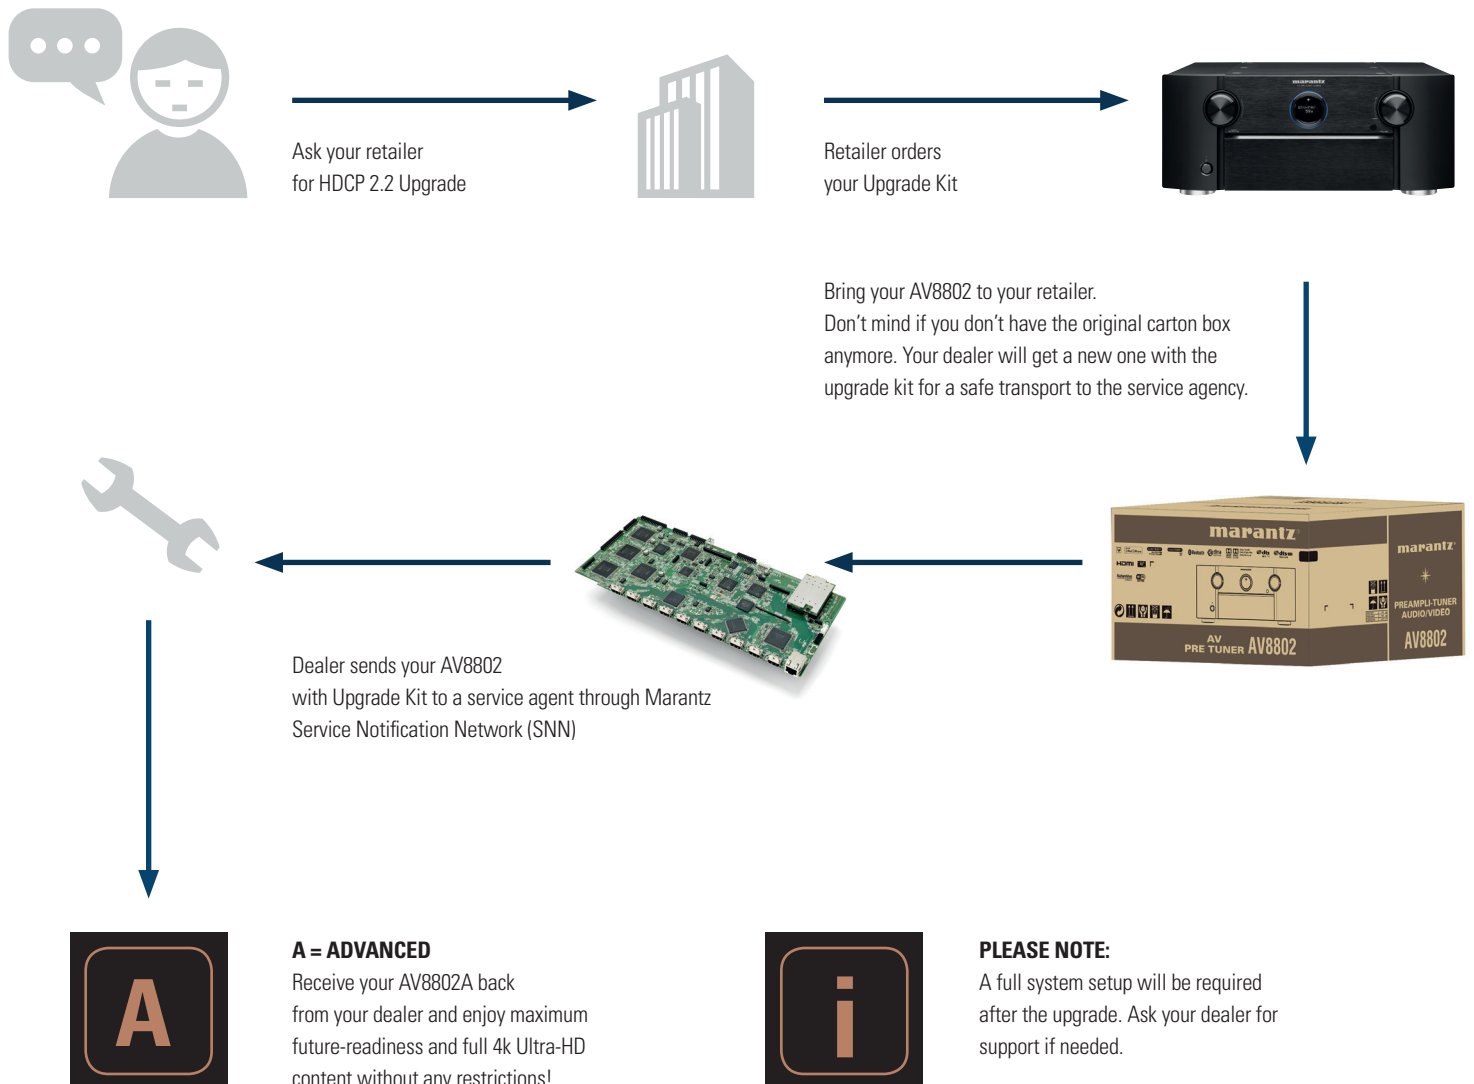 Ask your retailer
for HDCP 2.2 Upgrade
Retailer orders
your Upgrade Kit
marantz
Bring your AV8802 to your retailer.
Don't mind if you don't have the original carton box
anymore. Your dealer will get a new one with the
upgrade kit for a safe transport to the service agency.
marantz
marantz
HDMI
PREAMPLI-TUNER
AUDIO/VIDEO
AV8802
AV
PRE TUNER AV8802
Dealer sends your AV8802
with Upgrade Kit to a service agent through Marantz
Service Notification Network (SNN)
A
A = ADVANCED
Receive your AV8802A back
from your dealer and enjoy maximum
future-readiness and full 4k Ultra-HD
content without any restrictions!
i
PLEASE NOTE:
A full system setup will be required
after the upgrade. Ask your dealer for
support if needed.